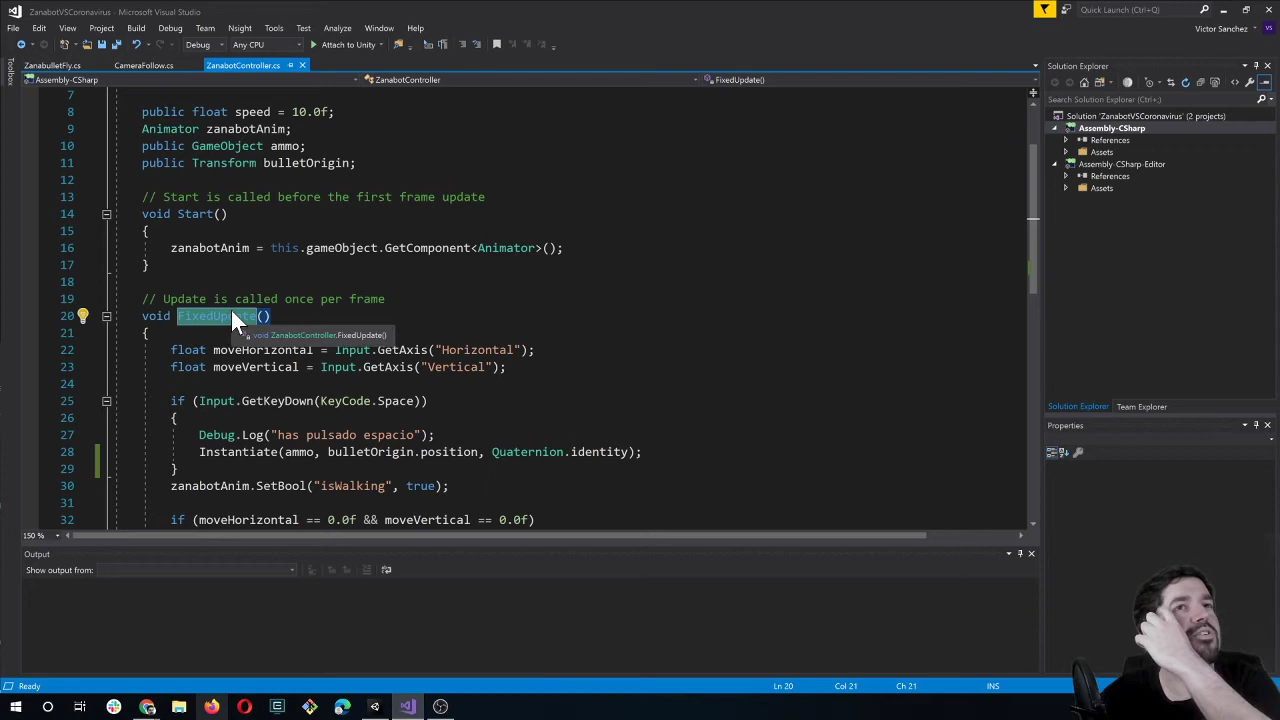 ZanabotVSCoronavirus - Microsoft Visual Studio
Quick Launch (Ctrl+Q)
File Edit View Project Build Debug Team Tools Test Analyze Window Help
Victor Sanchez VS
Debug Any CPU Attach to Unity
Toolbox
ZanabulletFly.cs CameraFollow.cs ZanabotController.cs
Assembly-CSharp ZanabotController FixedUpdate()
7
8 public float speed = 10.0f;
9 Animator zanabotAnim;
10 public GameObject ammo;
11 public Transform bulletOrigin;
12
13 // Start is called before the first frame update
14 void Start()
15 {
16 zanabotAnim = this.gameObject.GetComponent<Animator>();
17 }
18
19 // Update is called once per frame
20 void FixedUpdate()
void ZanabotController.FixedUpdate()
21 {
22 float moveHorizontal = Input.GetAxis("Horizontal");
23 float moveVertical = Input.GetAxis("Vertical");
24
25 if (Input.GetKeyDown(KeyCode.Space))
26 {
27 Debug.Log("has pulsado espacio");
28 Instantiate(ammo, bulletOrigin.position, Quaternion.identity);
29 }
30 zanabotAnim.SetBool("isWalking", true);
31
32 if (moveHorizontal == 0.0f && moveVertical == 0.0f)
150 %
Output
Show output from:
Solution Explorer
Search Solution Explorer (Ctrl+;)
Solution 'ZanabotVSCoronavirus' (2 projects)
Assembly-CSharp
References
Assets
Assembly-CSharp-Editor
References
Assets
Solution Explorer Team Explorer
Properties
Ready Ln 20 Col 21 Ch 21 INS